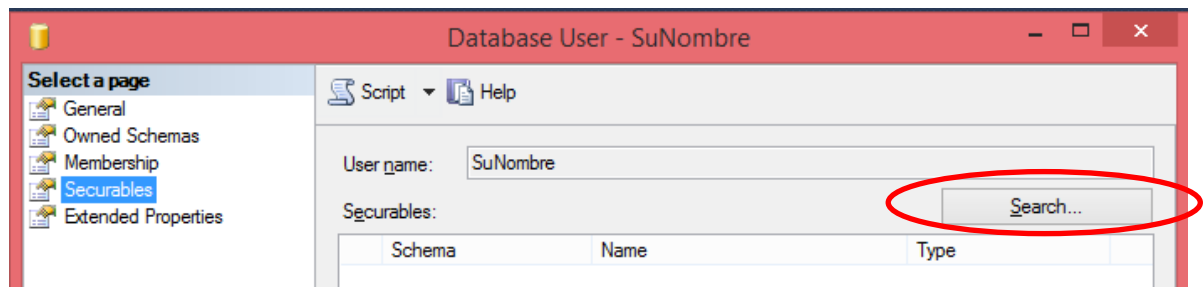 Database User - SuNombre
Select a page
General
Owned Schemas
Membership
Securables
Extended Properties
Script
Help
User name:
SuNombre
Securables:
Search...
Schema
Name
Type